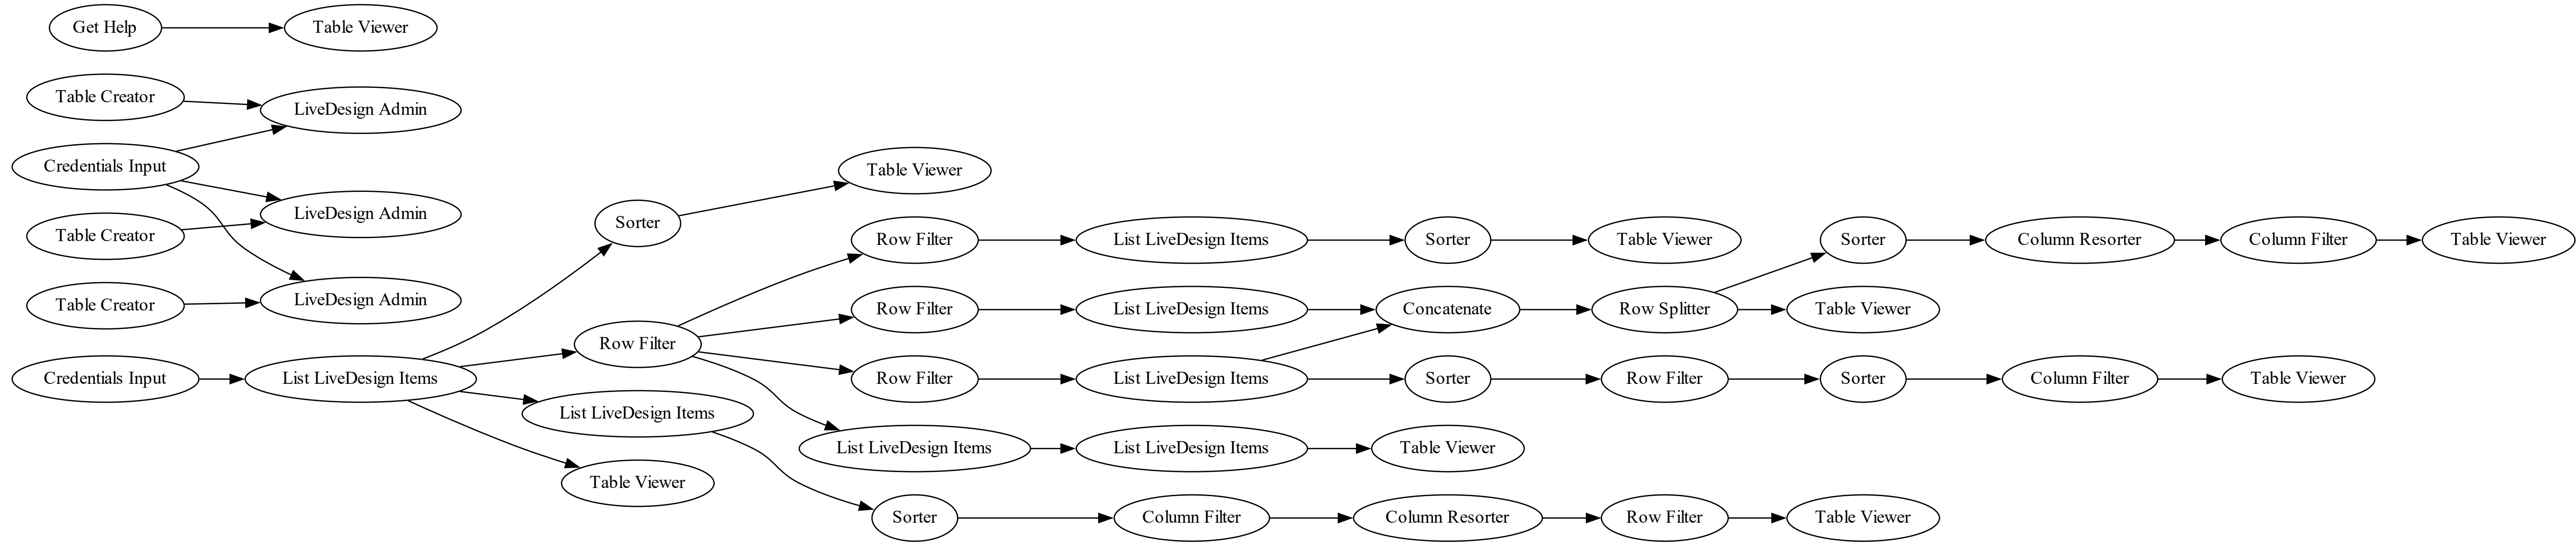 Get Help
Table Viewer
Table Creator
LiveDesign Admin
Credentials Input
Table Viewer
Table Creator
LiveDesign Admin
Sorter
Row Filter
List LiveDesign Items
Sorter
Table Viewer
Sorter
Column Resorter
Column Filter
Table Viewer
Table Creator
LiveDesign Admin
Row Filter
List LiveDesign Items
Concatenate
Row Splitter
Table Viewer
Row Filter
Credentials Input
List LiveDesign Items
Row Filter
List LiveDesign Items
Sorter
Row Filter
Sorter
Column Filter
Table Viewer
List LiveDesign Items
List LiveDesign Items
List LiveDesign Items
Table Viewer
Table Viewer
Sorter
Column Filter
Column Resorter
Row Filter
Table Viewer